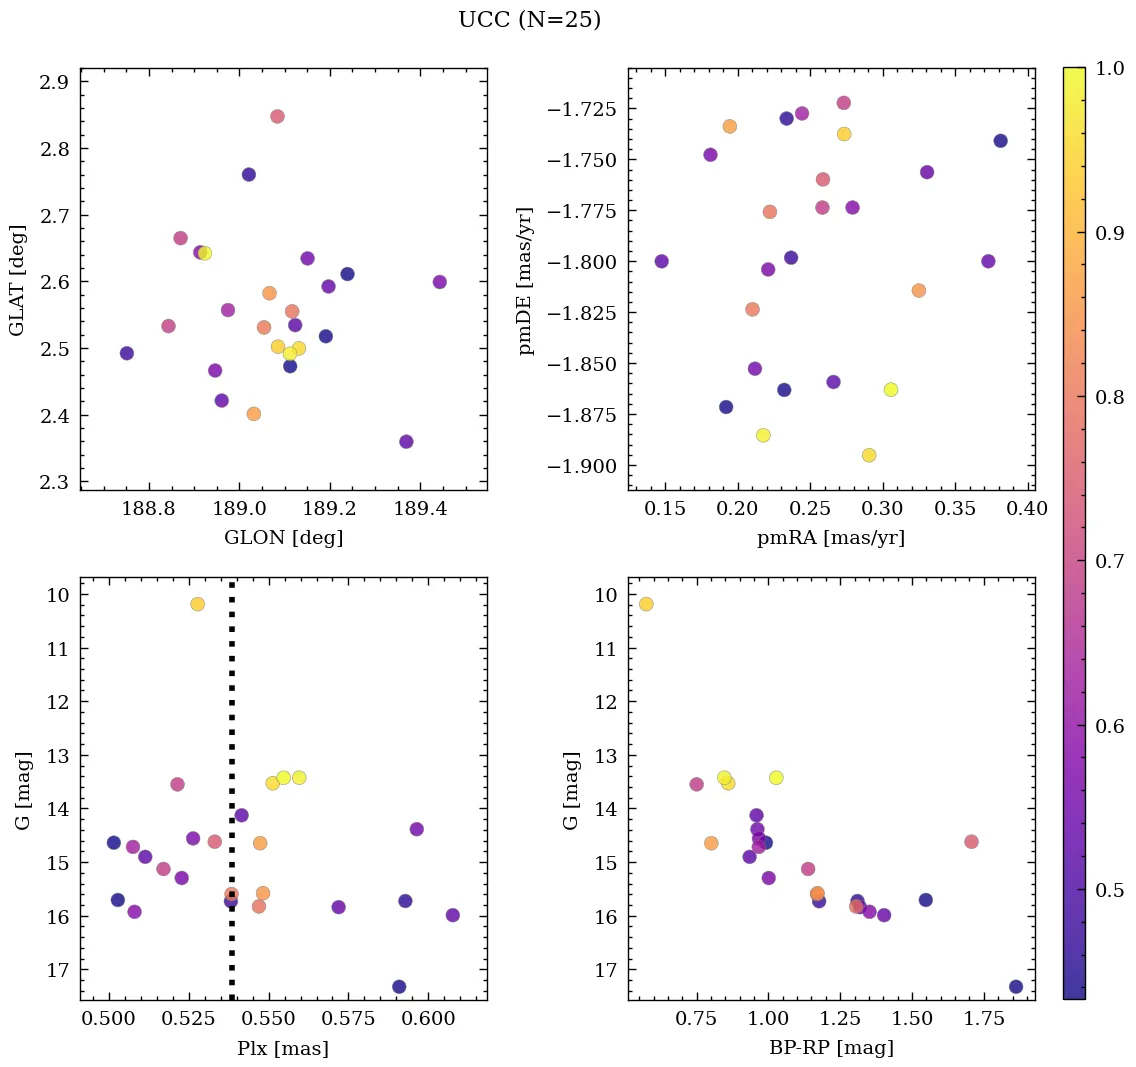 UCC (N=25)
2.9
2.8
2.7
2.6
2.5
2.4
2.3
GLAT [deg]
188.8 189.0 189.2 189.4
GLON [deg]
−1.725
−1.750
−1.775
−1.800
−1.825
−1.850
−1.875
−1.900
pmDE [mas/yr]
0.15 0.20 0.25 0.30 0.35 0.40
pmRA [mas/yr]
10
11
12
13
14
15
16
17
G [mag]
0.500 0.525 0.550 0.575 0.600
Plx [mas]
10
11
12
13
14
15
16
17
G [mag]
0.75 1.00 1.25 1.50 1.75
BP-RP [mag]
1.0
0.9
0.8
0.7
0.6
0.5